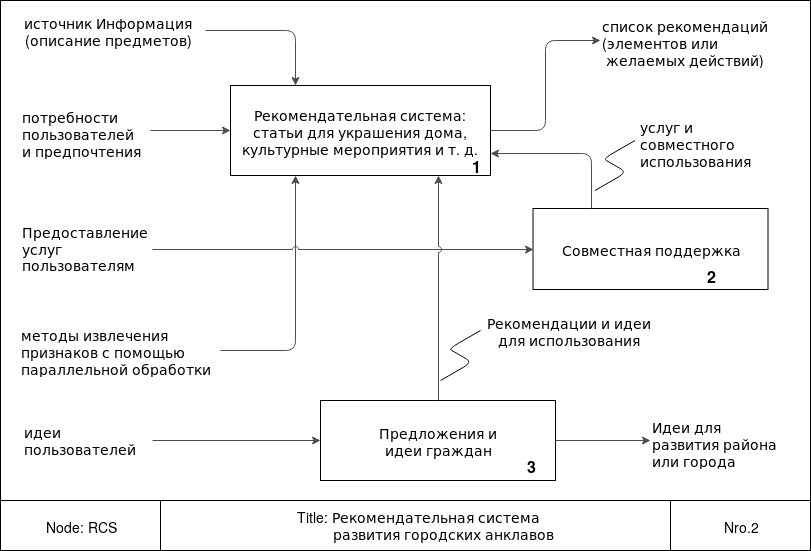 источник Информация
(описание предметов)
список рекомендаций
(элементов или
желаемых действий)
потребности
пользователей
и предпочтения
Рекомендательная система:
статьи для украшения дома,
культурные мероприятия и т. д.
1
услуг и
совместного
использования
Предоставление
услуг
пользователям
Совместная поддержка
2
методы извлечения
признаков с помощью
параллельной обработки
Рекомендации и идеи
для использования
идеи
пользователей
Предложения и
идеи граждан
3
Идеи для
развития района
или города
Node: RCS
Title: Рекомендательная система
развития городских анклавов
Nro.2